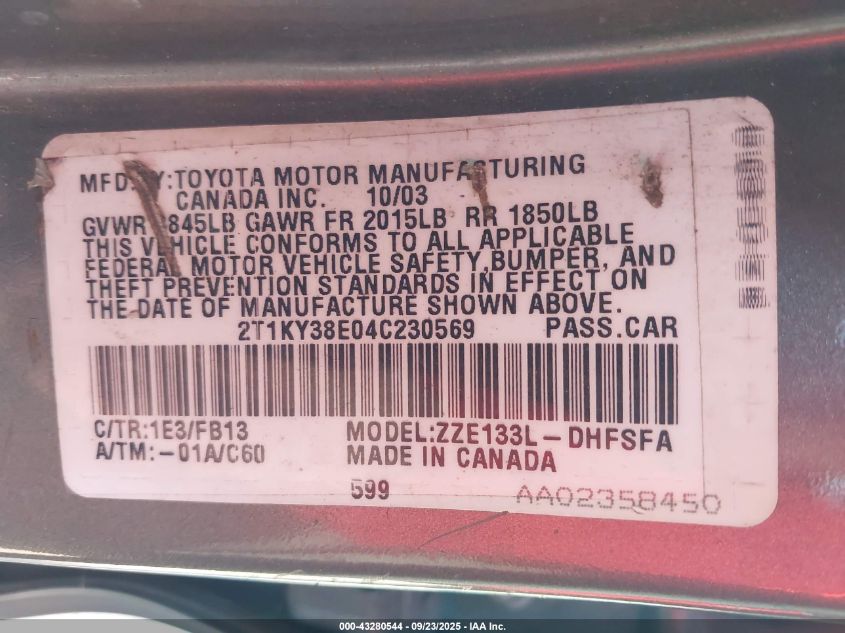 MFD. Y:TOYOTA MOTOR MANUFACTURING
CANADA INC. 10/03
GVWR 845LB GAWR FR 2015LB RR 1850LB
THIS VEHICLE CONFORMS TO ALL APPLICABLE
FEDERAL MOTOR VEHICLE SAFETY,BUMPER, AND
THEFT PREVENTION STANDARDS IN EFFECT ON
THE DATE OF MANUFACTURE SHOWN ABOVE.
2T1KY38E04C230569 PASS.CAR
C/TR:1E3/FB13 MODEL:ZZE133L-DHFSFA
A/TM:-01A/C60 MADE IN CANADA
599 AA02358450
000-43280544 - 09/23/2025 - IAA Inc.